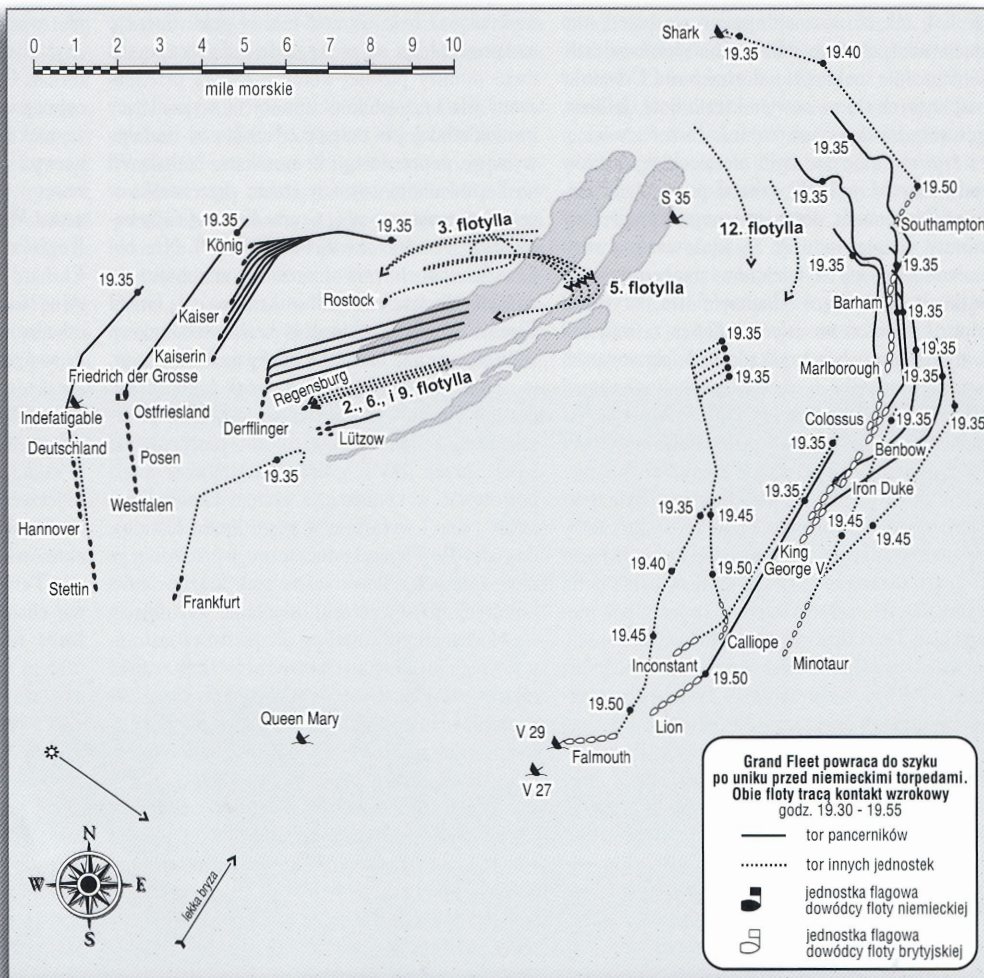 0 1 2 3 4 5 6 7 8 9 10
mile morskie
Shark
19.35
19.40
19.35
19.35
19.50
Southampton
S 35
12. flotylla
3. flotylla
19.35
König
19.35
19.35
19.35
Barham
19.35
19.35
Rostock
5. flotylla
Kaiser
19.35
19.35
Kaiserin
Marlborough
19.35
19.35
19.35
Friedrich der Grosse
Regensburg
2., 6., i 9. flotylla
Indefatigable
Ostfriesland
Colossus
19.35
Derfflinger
Lützow
19.35
Benbow
Deutschland
Posen
19.35
Iron Duke
Westfalen
19.35
19.35
19.45
19.45
19.45
Hannover
King
George V
19.40
19.50
Stettin
Frankfurt
19.45
Calliope
Inconstant
Minotaur
19.50
19.50
Lion
Queen Mary
V 29
Falmouth
V 27
N
W
E
S
lekka bryza
Grand Fleet powraca do szyku
po uniku przed niemieckimi torpedami.
Obie floty tracą kontakt wzrokowy
godz. 19.30 - 19.55
tor pancerników
tor innych jednostek
jednostka flagowa
dowódcy floty niemieckiej
jednostka flagowa
dowódcy floty brytyjskiej